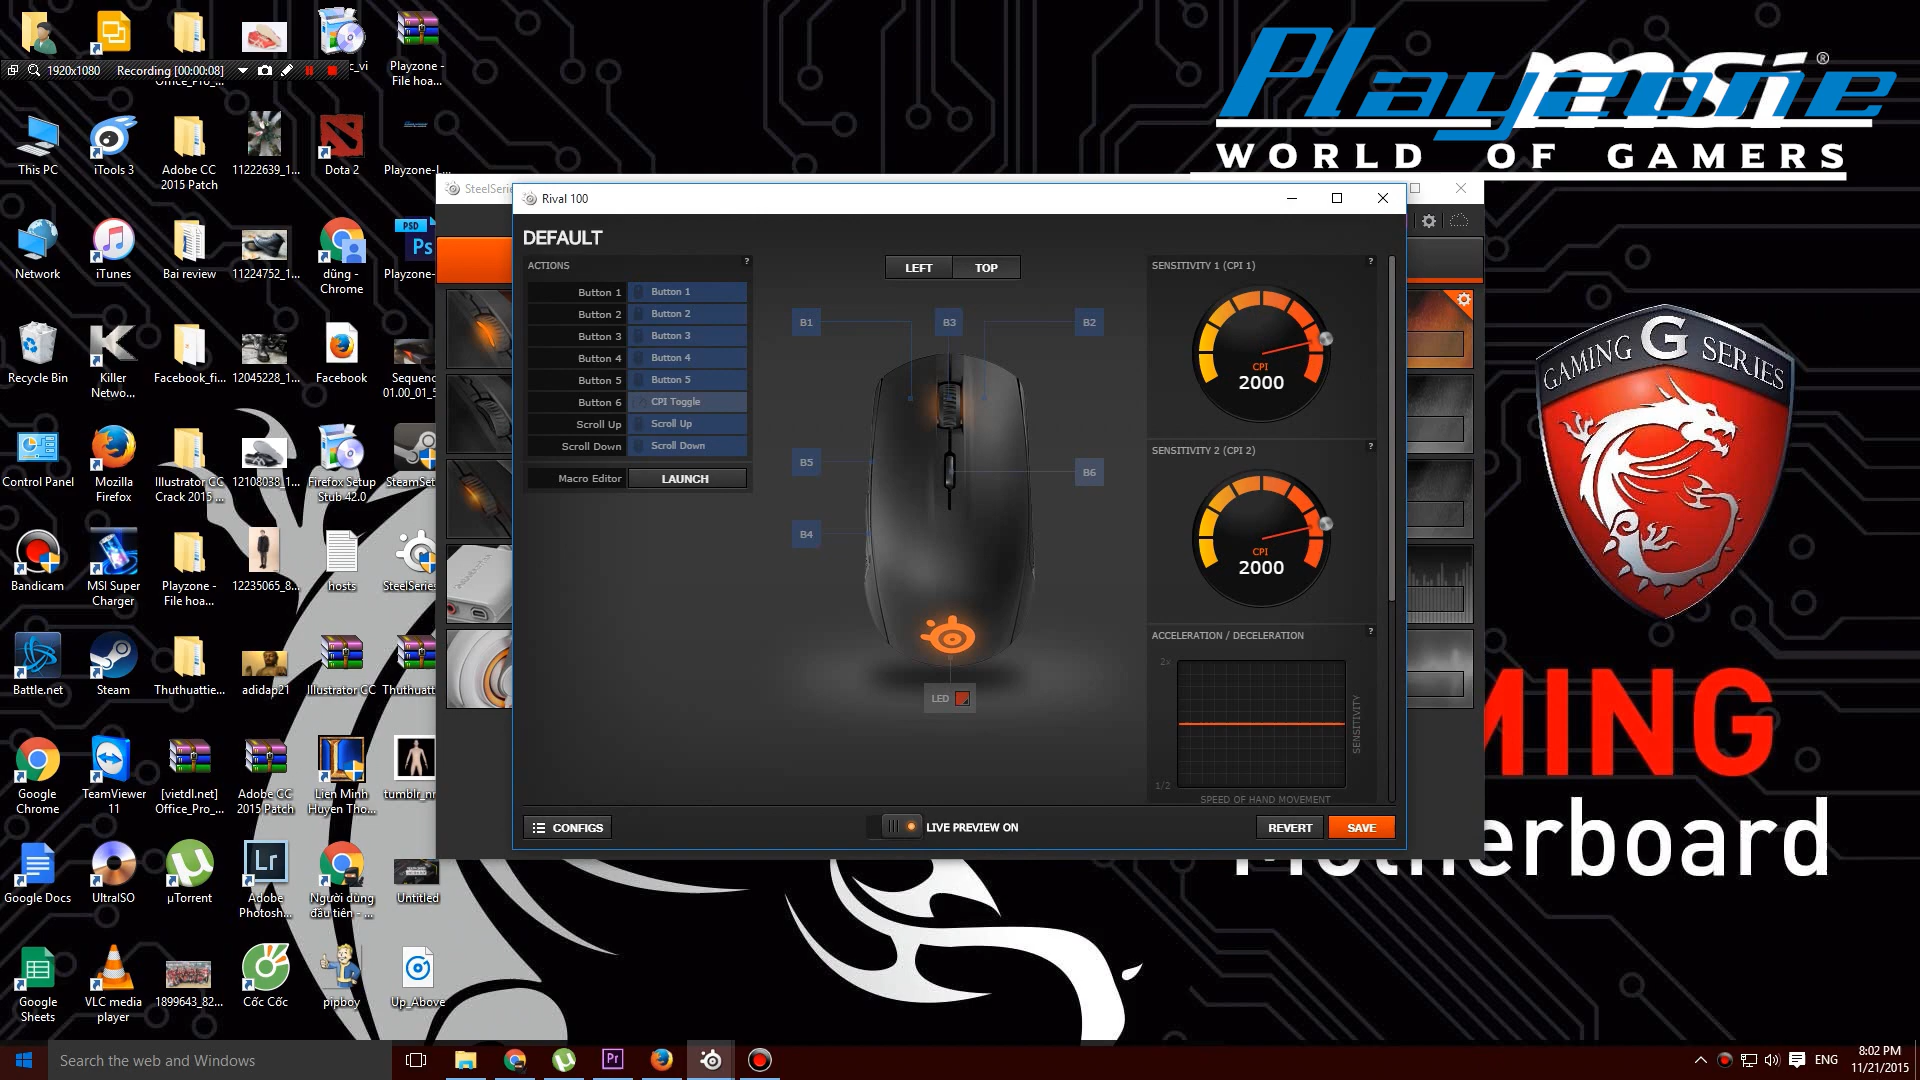 1920x1080
Recording [00:00:08]
Office_Pro_...
c_vi
Playzone -
File hoa...
This PC
iTools 3
Adobe CC
2015 Patch
11222639_1...
Dota 2
Playzone-L...
Network
iTunes
Bai review
11224752_1...
dũng -
Chrome
PSD
Ps
Playzone-
Recycle Bin
Killer
Netwo...
Facebook_fi...
12045228_1...
Facebook
Sequenc
01.00_01_5
Control Panel
Mozilla
Firefox
Illustrator CC
Crack 2015 ...
12108038_1...
Firefox Setup
Stub 42.0...
SteamSet
Bandicam
MSI Super
Charger
Playzone -
File hoa...
12235065_8...
hosts
SteelSeries
Battle.net
Steam
Thuthuattie...
adidap21
Illustrator CC
Thuthuatt
Google
Chrome
TeamViewer
11
[vietdl.net]
Office_Pro_...
Adobe CC
2015 Patch
Lien Minh
Huyen Tho...
tumblr_nr
Google Docs
UltraISO
µTorrent
Lr
Adobe
Photosh...
Người dùng
đầu tiên - ...
Untitled
Google
Sheets
VLC media
player
1899643_82...
Cốc Cốc
pipboy
Up_Above
Playzone
msi
®
WORLD OF GAMERS
GAMING G SERIES
MING
erboard
SteelSerie
Rival 100
DEFAULT
ACTIONS
?
Button 1
Button 1
Button 2
Button 2
Button 3
Button 3
Button 4
Button 4
Button 5
Button 5
Button 6
CPI Toggle
Scroll Up
Scroll Up
Scroll Down
Scroll Down
Macro Editor
LAUNCH
LEFT
TOP
B1
B3
B2
B5
B6
B4
LED
SENSITIVITY 1 (CPI 1)
?
CPI
2000
SENSITIVITY 2 (CPI 2)
?
CPI
2000
ACCELERATION / DECELERATION
?
2x
SENSITIVITY
1/2
SPEED OF HAND MOVEMENT
CONFIGS
LIVE PREVIEW ON
REVERT
SAVE
Search the web and Windows
Pr
ENG
8:02 PM
11/21/2015